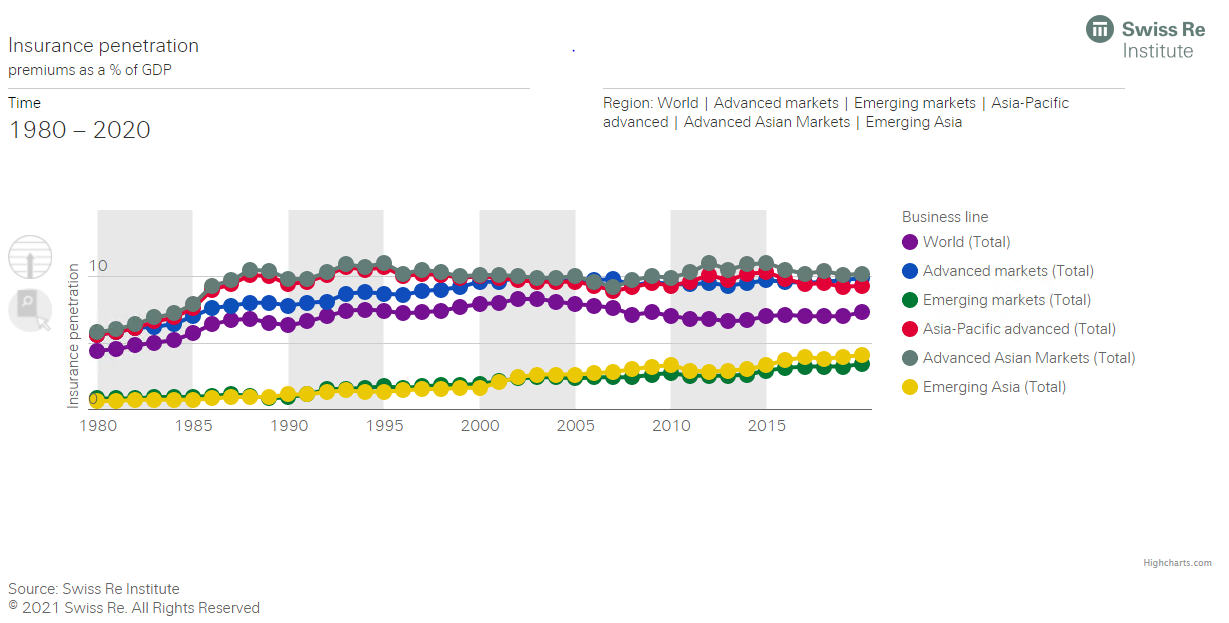 Swiss Re
Institute
Insurance penetration
premiums as a % of GDP
Time
1980 – 2020
Region: World | Advanced markets | Emerging markets | Asia-Pacific
advanced | Advanced Asian Markets | Emerging Asia
Insurance penetration
10
0
1980 1985 1990 1995 2000 2005 2010 2015
Business line
World (Total)
Advanced markets (Total)
Emerging markets (Total)
Asia-Pacific advanced (Total)
Advanced Asian Markets (Total)
Emerging Asia (Total)
Highcharts.com
Source: Swiss Re Institute
© 2021 Swiss Re. All Rights Reserved